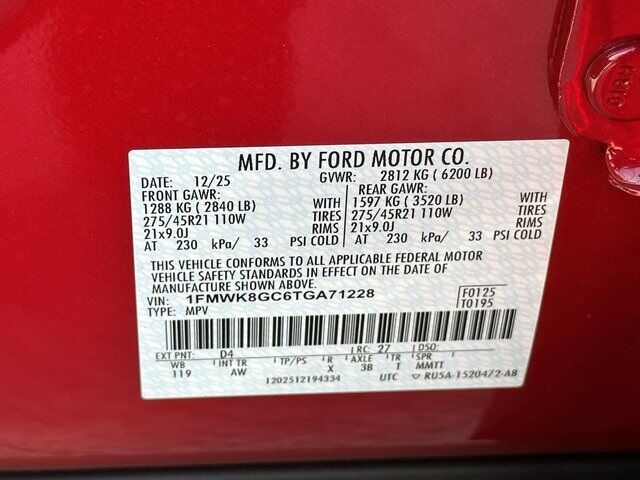 MFD. BY FORD MOTOR CO.
DATE: 12/25 GVWR: 2812 KG ( 6200 LB)
FRONT GAWR: REAR GAWR:
1288 KG ( 2840 LB) 1597 KG ( 3520 LB)
275/45R21 110W TIRES 275/45R21 110W TIRES
21x9.0J RIMS 21x9.0J RIMS
AT 230 kPa/ 33 PSI COLD AT 230 kPa/ 33 PSI COLD
THIS VEHICLE CONFORMS TO ALL APPLICABLE FEDERAL MOTOR
VEHICLE SAFETY STANDARDS IN EFFECT ON THE DATE OF
MANUFACTURE SHOWN ABOVE.
VIN: 1FMWK8GC6TGA71228 F0125
TYPE: MPV T0195
EXT PNT: D4 RC: 27 DSO:
WB INT TR TP/PS R AXLE TR SPR
119 AW X 3B T MMTT
1202512194334 UTC ▽ RU5A-1520472-AB